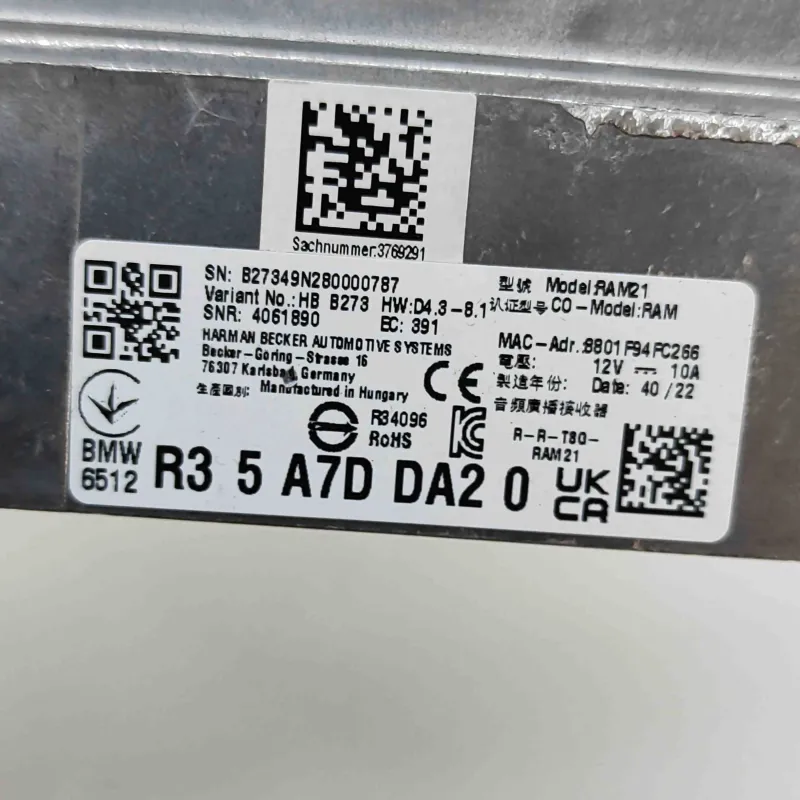 Sachnummer:3769291
SN: B27349N280000787
Variant No.:HB B273 HW:D4.3-8.1
SNR: 4061890 EC: 391
HARMAN BECKER AUTOMOTIVE SYSTEMS
Becker-Goring-Strasse 16
76307 Karlsbad, Germany
生產國別: Manufactured in Hungary
型號 Model:RAM21
认证型号 CO-Model:RAM
MAC-Adr.:8801F94FC266
電壓: 12V ⎓ 10A
製造年份: Date: 40/22
音頻廣播接收器
CE
R34096
RoHS
R-R-T8G-
RAM21
BMW
6512
R3 5 A7D DA2 0
UK
CA